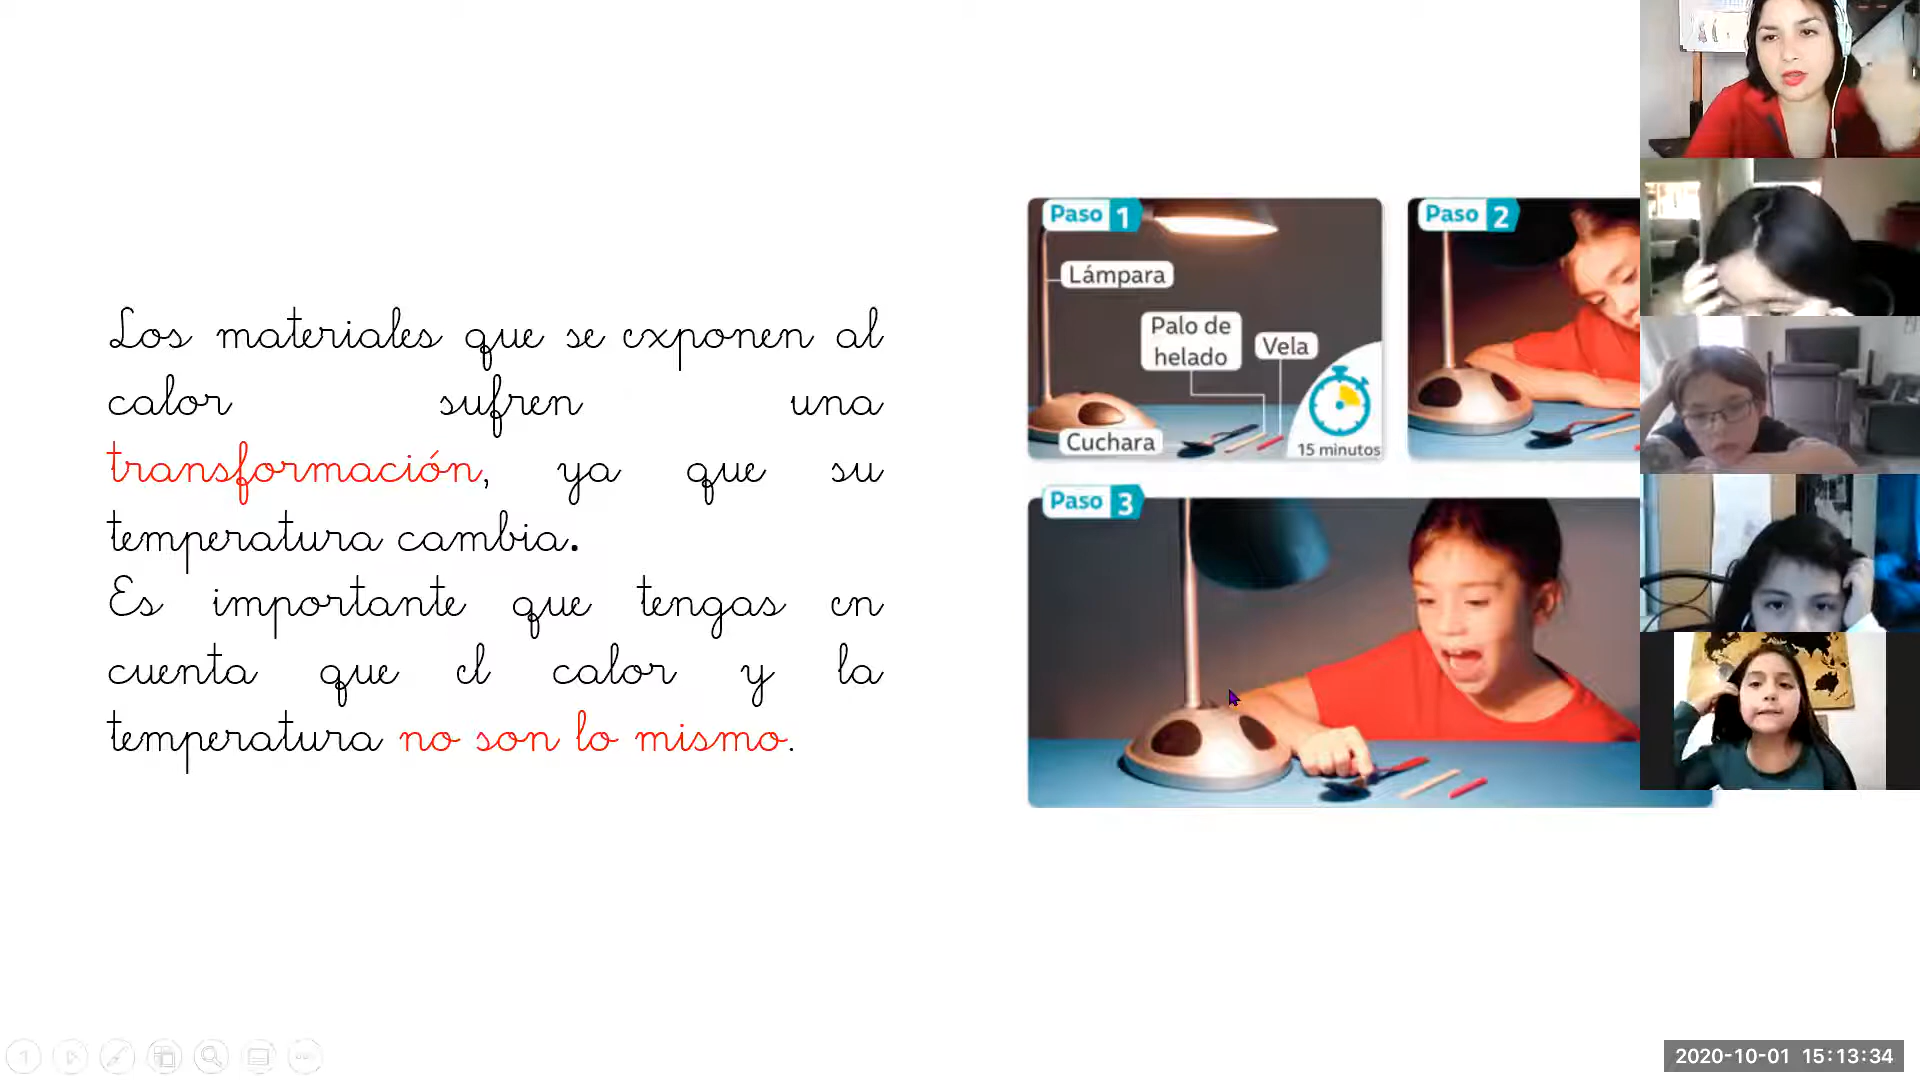 Los materiales que se exponen al
calor sufren una
transformación, ya que su
temperatura cambia.
Es importante que tengas en
cuenta que el calor y la
temperatura no son lo mismo.
Paso 1
Lámpara
Palo de
helado
Vela
Cuchara
15 minutos
Paso 2
Paso 3
1
2020-10-01 15:13:34